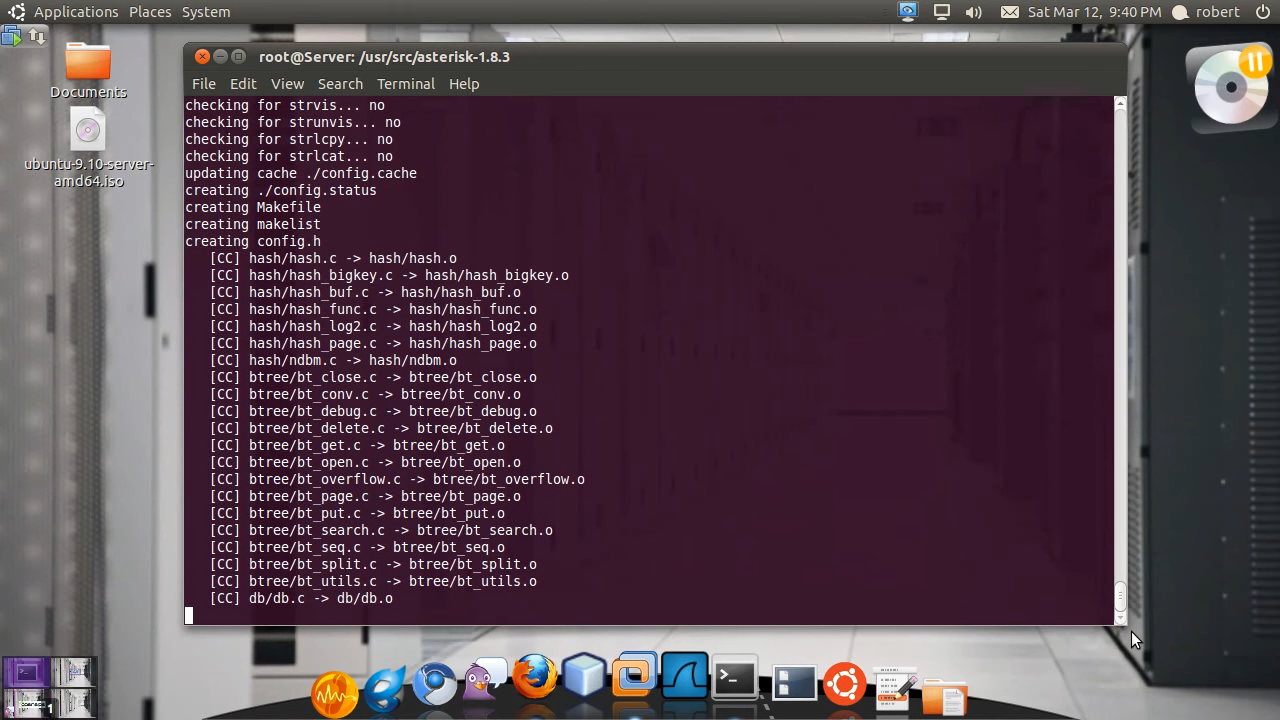 Applications Places System
Sat Mar 12, 9:40 PM robert
Documents
ubuntu-9.10-server-
amd64.iso
root@Server: /usr/src/asterisk-1.8.3
File Edit View Search Terminal Help
checking for strvis... no
checking for strunvis... no
checking for strlcpy... no
checking for strlcat... no
updating cache ./config.cache
creating ./config.status
creating Makefile
creating makelist
creating config.h
[CC] hash/hash.c -> hash/hash.o
[CC] hash/hash_bigkey.c -> hash/hash_bigkey.o
[CC] hash/hash_buf.c -> hash/hash_buf.o
[CC] hash/hash_func.c -> hash/hash_func.o
[CC] hash/hash_log2.c -> hash/hash_log2.o
[CC] hash/hash_page.c -> hash/hash_page.o
[CC] hash/ndbm.c -> hash/ndbm.o
[CC] btree/bt_close.c -> btree/bt_close.o
[CC] btree/bt_conv.c -> btree/bt_conv.o
[CC] btree/bt_debug.c -> btree/bt_debug.o
[CC] btree/bt_delete.c -> btree/bt_delete.o
[CC] btree/bt_get.c -> btree/bt_get.o
[CC] btree/bt_open.c -> btree/bt_open.o
[CC] btree/bt_overflow.c -> btree/bt_overflow.o
[CC] btree/bt_page.c -> btree/bt_page.o
[CC] btree/bt_put.c -> btree/bt_put.o
[CC] btree/bt_search.c -> btree/bt_search.o
[CC] btree/bt_seq.c -> btree/bt_seq.o
[CC] btree/bt_split.c -> btree/bt_split.o
[CC] btree/bt_utils.c -> btree/bt_utils.o
[CC] db/db.c -> db/db.o